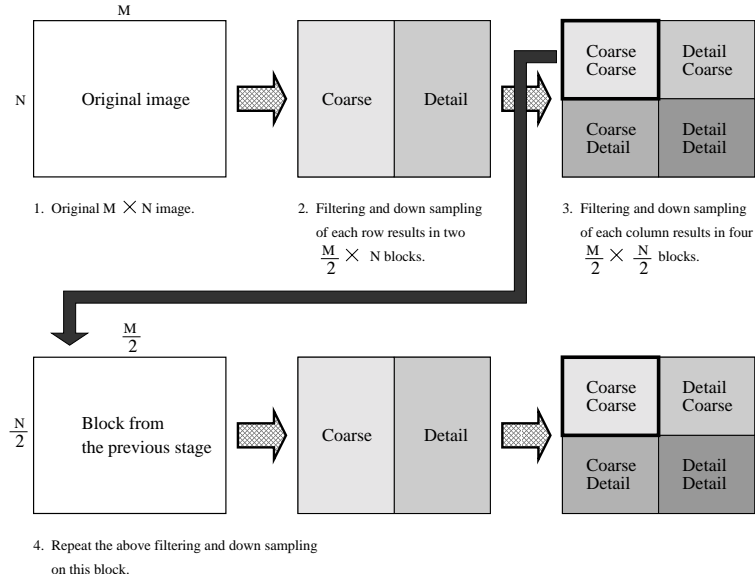 M
N
Original image
Coarse
Detail
Coarse
Coarse
Detail
Coarse
Coarse
Detail
Detail
Detail
1. Original M × N image.
2. Filtering and down sampling
of each row results in two
M/2 × N blocks.
3. Filtering and down sampling
of each column results in four
M/2 × N/2 blocks.
M/2
N/2
Block from
the previous stage
Coarse
Detail
Coarse
Coarse
Detail
Coarse
Coarse
Detail
Detail
Detail
4. Repeat the above filtering and down sampling
on this block.